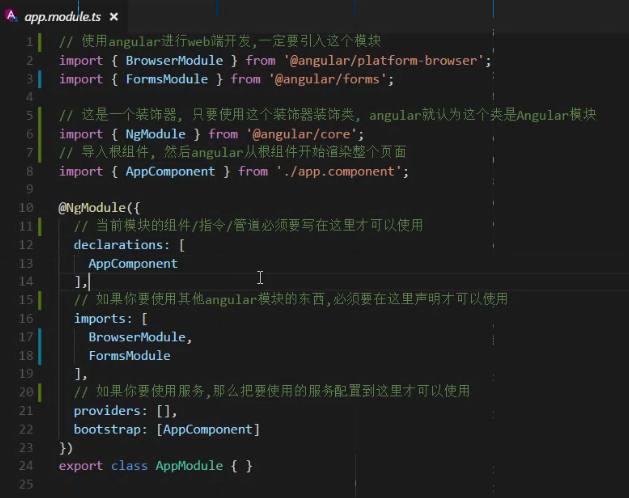 app.module.ts ×
1 // 使用angular进行web端开发,一定要引入这个模块
2 import { BrowserModule } from '@angular/platform-browser';
3 import { FormsModule } from '@angular/forms';
4
5 // 这是一个装饰器, 只要使用这个装饰器装饰类, angular就认为这个类是Angular模块
6 import { NgModule } from '@angular/core';
7 // 导入根组件, 然后angular从根组件开始渲染整个页面
8 import { AppComponent } from './app.component';
9
10 @NgModule({
11 // 当前模块的组件/指令/管道必须要写在这里才可以使用
12 declarations: [
13 AppComponent
14 ],
15 // 如果你要使用其他angular模块的东西,必须要在这里声明才可以使用
16 imports: [
17 BrowserModule,
18 FormsModule
19 ],
20 // 如果你要使用服务,那么把要使用的服务配置到这里才可以使用
21 providers: [],
22 bootstrap: [AppComponent]
23 })
24 export class AppModule { }
25